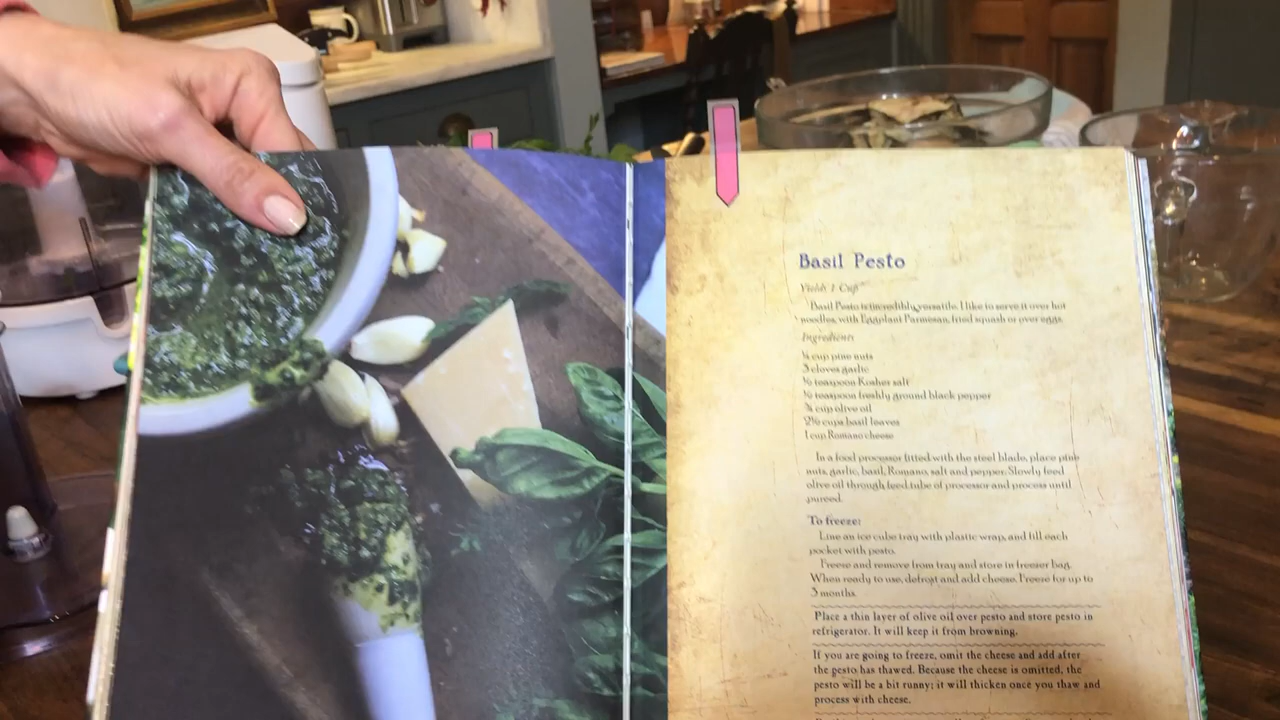 Basil Pesto
Yields 1 Cup
Basil Pesto is incredibly versatile. I like to serve it over hot
noodles, with Eggplant Parmesan, fried squash or over eggs.
Ingredients
¼ cup pine nuts
3 cloves garlic
½ teaspoon Kosher salt
½ teaspoon freshly ground black pepper
¾ cup olive oil
2½ cups basil leaves
1 cup Romano cheese
In a food processor fitted with the steel blade, place pine
nuts, garlic, basil, Romano, salt and pepper. Slowly feed
olive oil through feed tube of processor and process until
pureed.
To freeze:
Line an ice cube tray with plastic wrap, and fill each
pocket with pesto.
Freeze and remove from tray and store in freezer bag.
When ready to use, defrost and add cheese. Freeze for up to
3 months.
Place a thin layer of olive oil over pesto and store pesto in
refrigerator. It will keep it from browning.
If you are going to freeze, omit the cheese and add after
the pesto has thawed. Because the cheese is omitted, the
pesto will be a bit runny; it will thicken once you thaw and
process with cheese.